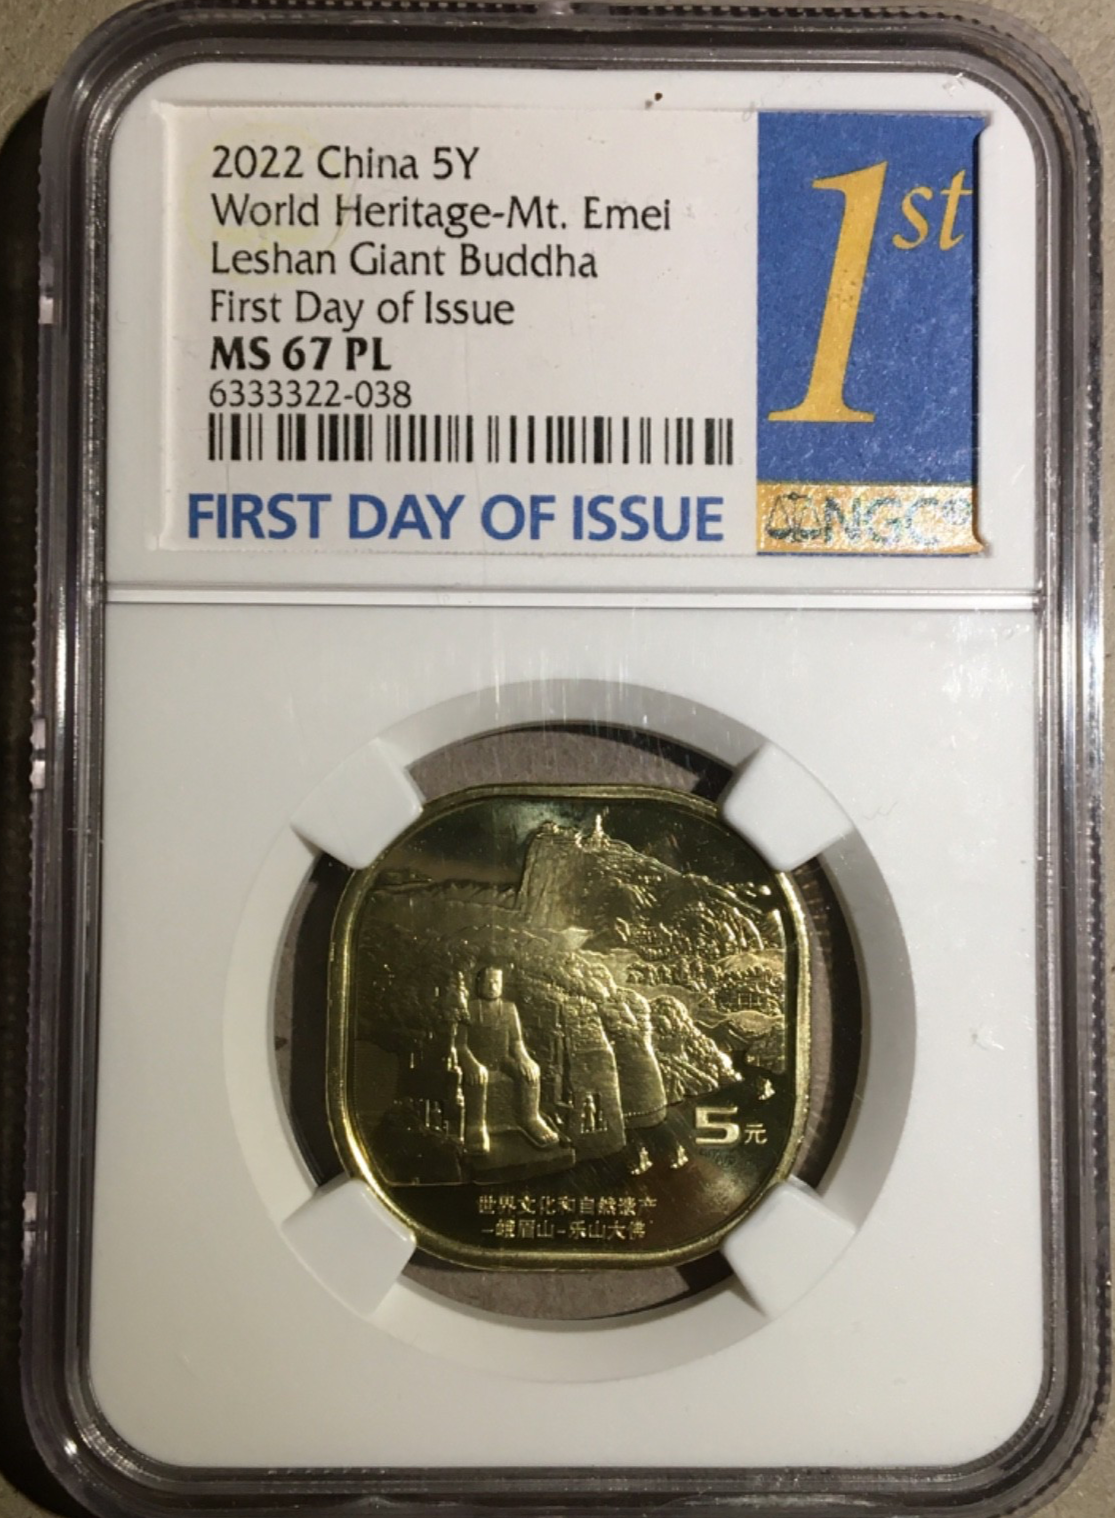 2022 China 5Y
World Heritage-Mt. Emei
Leshan Giant Buddha
First Day of Issue
MS 67 PL
6333322-038
FIRST DAY OF ISSUE
1st
NGC®
5元
世界文化和自然遗产
-峨眉山-乐山大佛